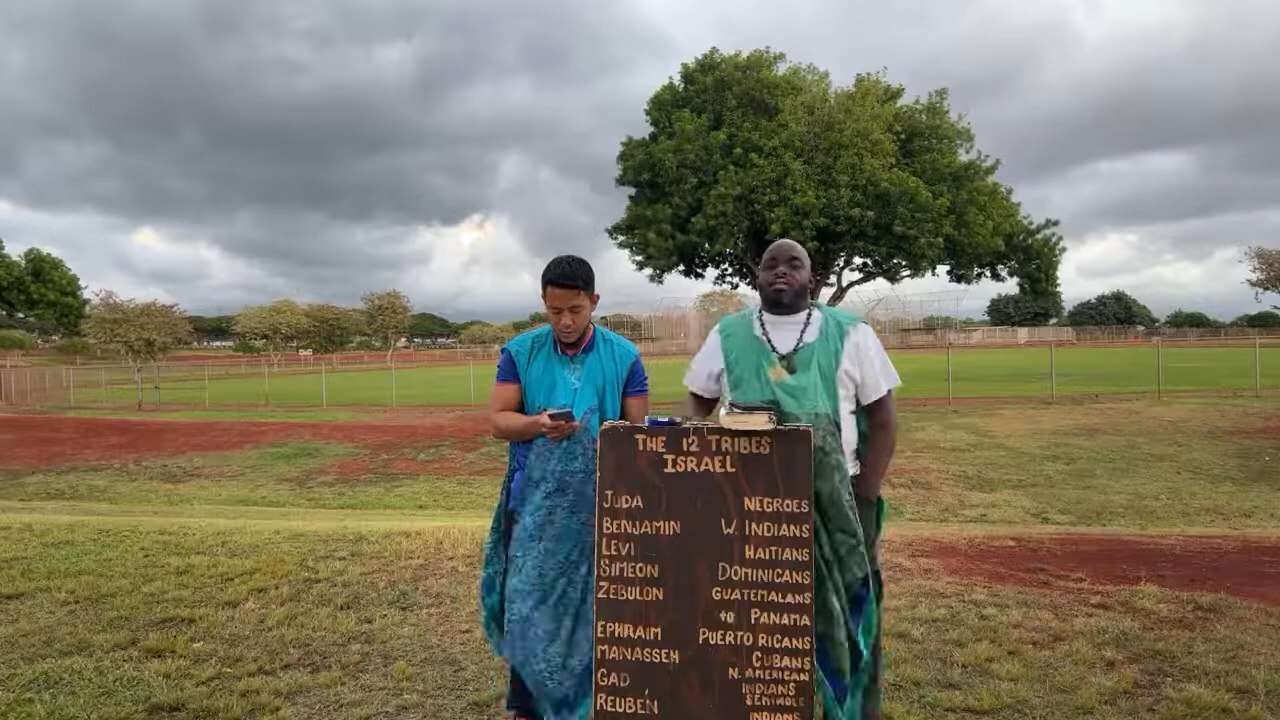 THE 12 TRIBES
ISRAEL
JUDA NEGROES
BENJAMIN W. INDIANS
LEVI HAITIANS
SIMEON DOMINICANS
ZEBULON GUATEMALANS
to PANAMA
EPHRAIM PUERTO RICANS
MANASSEH CUBANS
GAD N. AMERICAN
INDIANS
REUBEN SEMINOLE
INDIANS